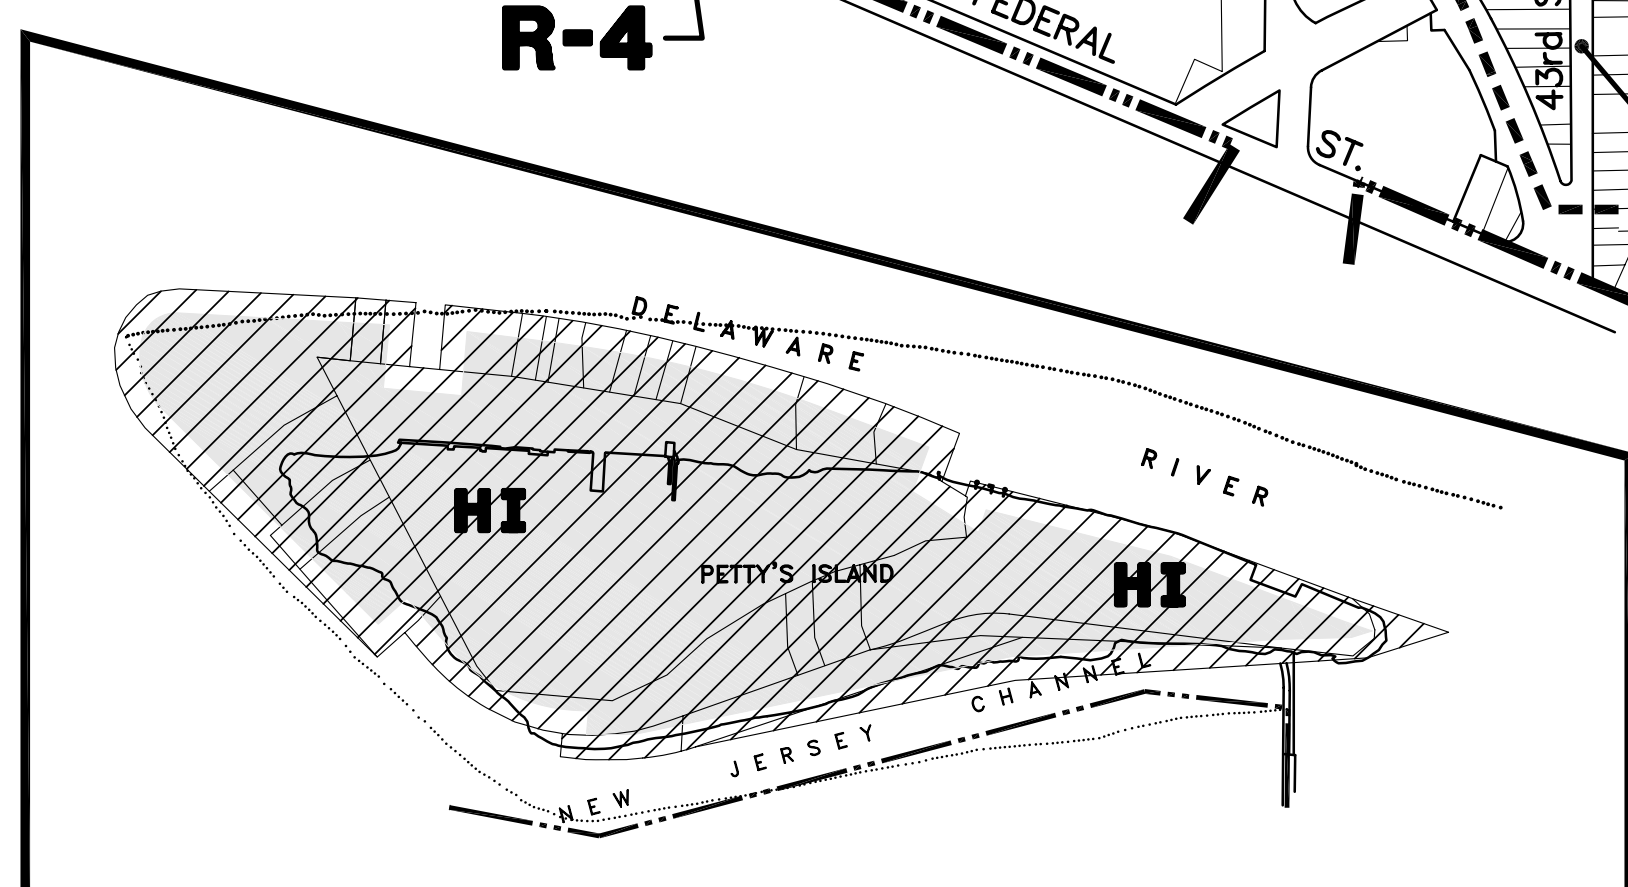 R-4
FEDERAL
ST.
43rd
DELAWARE
RIVER
HI
PETTY'S ISLAND
HI
NEW JERSEY CHANNEL